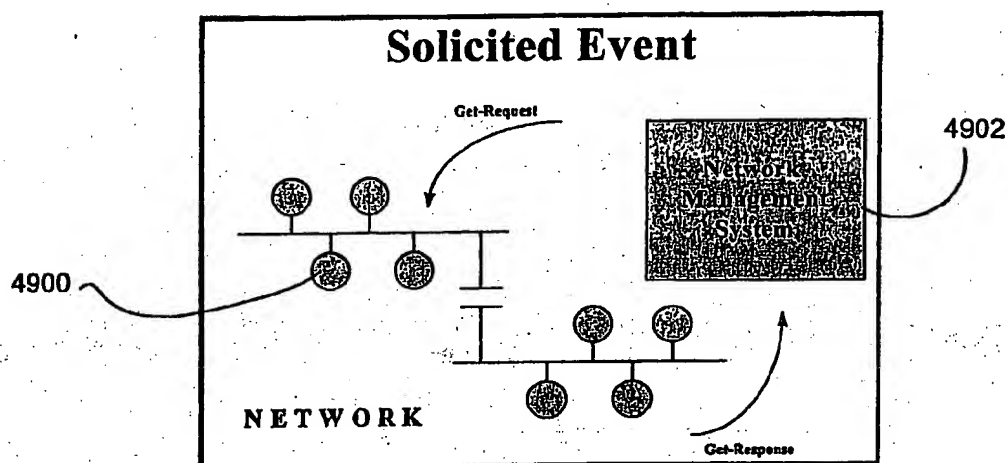 Solicited Event
Get-Request
4902
Network
Management
System
4900
NETWORK
Get-Response